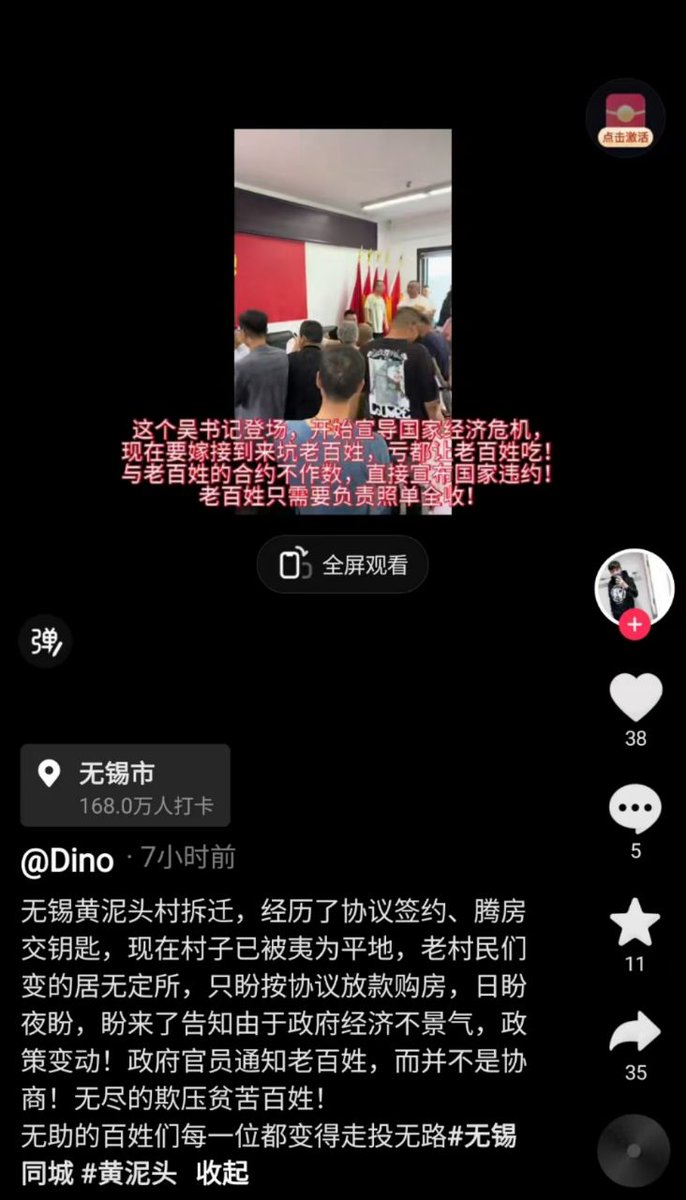 点击激活
这个吴书记登场，开始宣导国家经济危机，
现在要嫁接到来坑老百姓，亏都让老百姓吃！
与老百姓的合约不作数，直接宣布国家违约！
老百姓只需要负责照单全收！
全屏观看
弹
38
无锡市
168.0万人打卡
5
@Dino · 7小时前
无锡黄泥头村拆迁，经历了协议签约、腾房
交钥匙，现在村子已被夷为平地，老村民们
变的居无定所，只盼按协议放款购房，日盼
夜盼，盼来了告知由于政府经济不景气，政
策变动！政府官员通知老百姓，而并不是协
商！无尽的欺压贫苦百姓！
无助的百姓们每一位都变得走投无路#无锡
同城 #黄泥头 收起
11
35